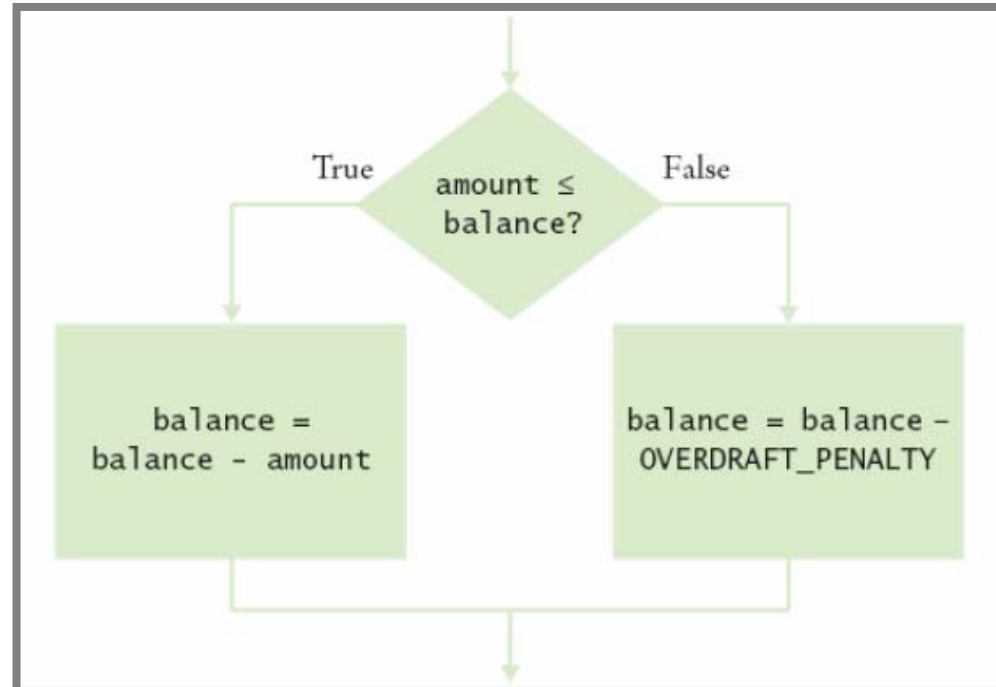 True
False
amount ≤
balance?
balance =
balance - amount
balance = balance –
OVERDRAFT_PENALTY